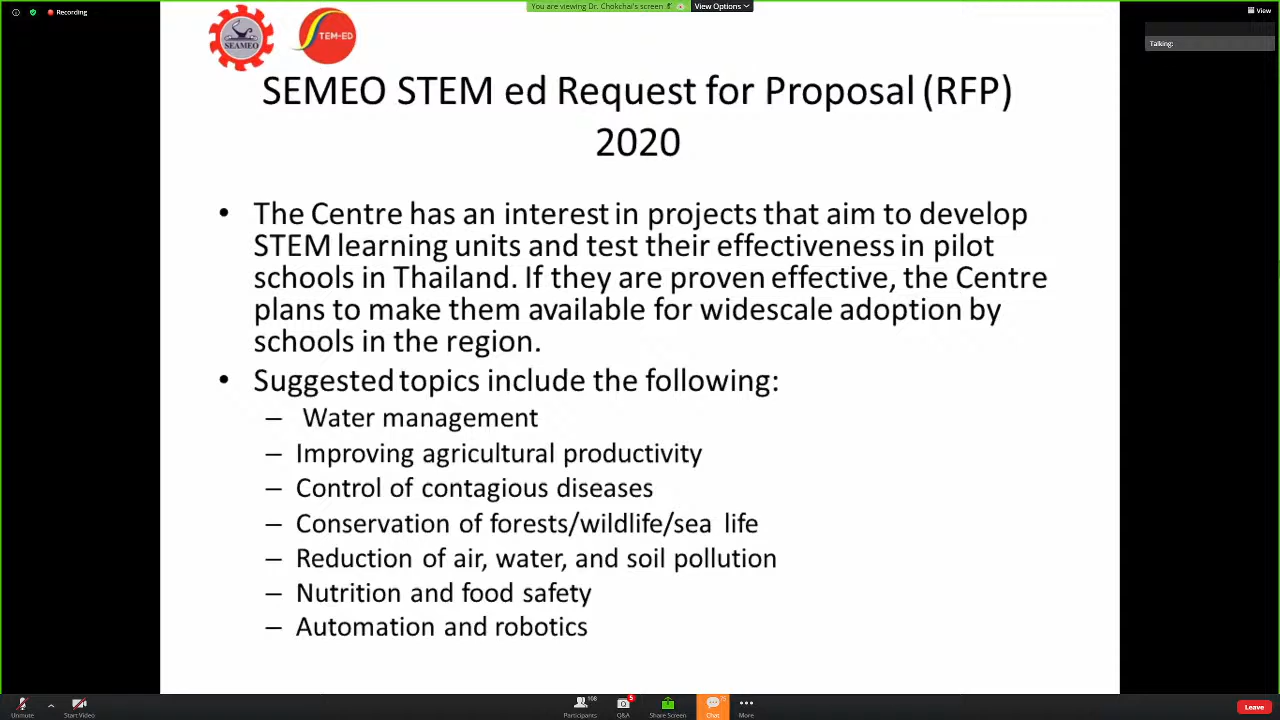 Recording
You are viewing Dr. Chokchai's screen
View Options
View
Talking:
SEAMEO
TEM-ED
SEMEO STEM ed Request for Proposal (RFP)
2020
• The Centre has an interest in projects that aim to develop
STEM learning units and test their effectiveness in pilot
schools in Thailand. If they are proven effective, the Centre
plans to make them available for widescale adoption by
schools in the region.
• Suggested topics include the following:
– Water management
– Improving agricultural productivity
– Control of contagious diseases
– Conservation of forests/wildlife/sea life
– Reduction of air, water, and soil pollution
– Nutrition and food safety
– Automation and robotics
Unmute
Start Video
108
Participants
5
Q&A
Share Screen
Chat
More
Leave